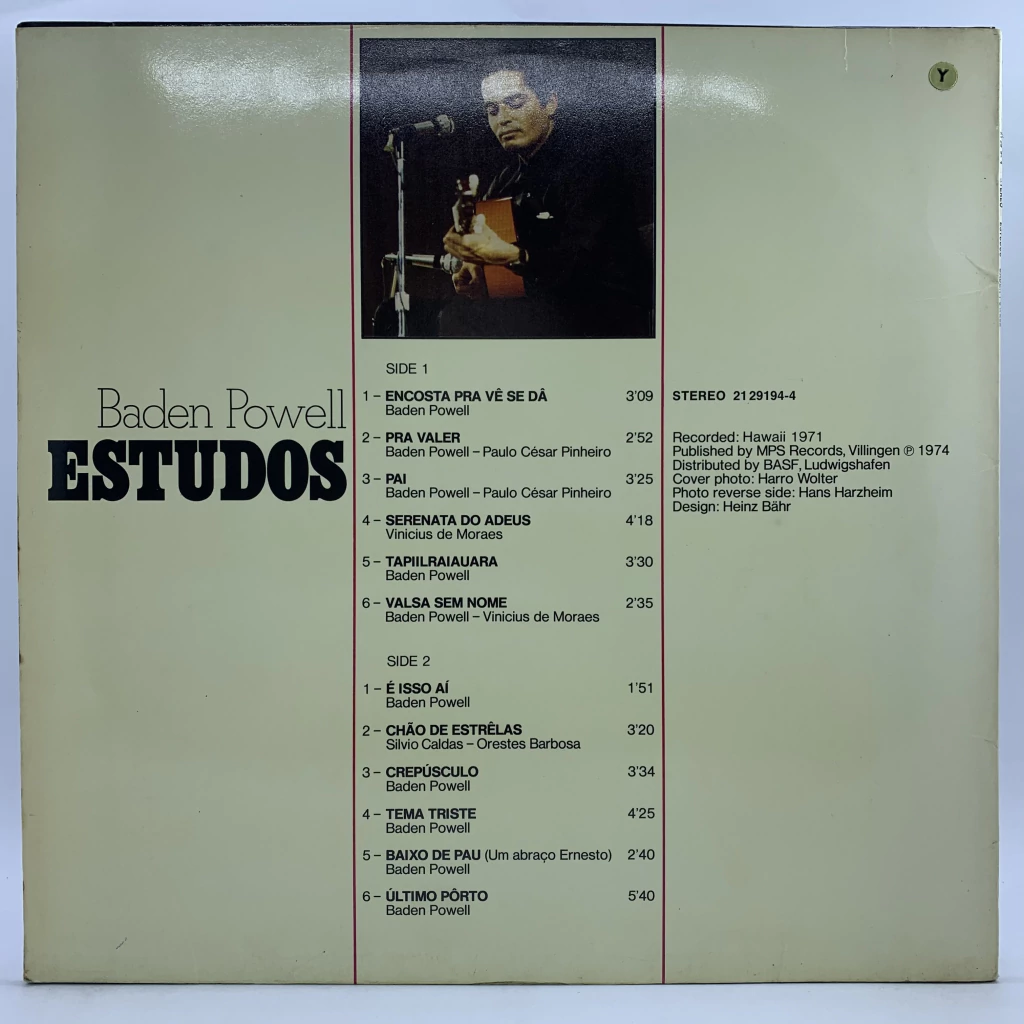 Y
Baden Powell
ESTUDOS
SIDE 1
1 – ENCOSTA PRA VÊ SE DÂ 3'09
Baden Powell
2 – PRA VALER 2'52
Baden Powell – Paulo César Pinheiro
3 – PAI 3'25
Baden Powell – Paulo César Pinheiro
4 – SERENATA DO ADEUS 4'18
Vinicius de Moraes
5 – TAPIILRAIAUARA 3'30
Baden Powell
6 – VALSA SEM NOME 2'35
Baden Powell – Vinicius de Moraes
SIDE 2
1 – É ISSO AÍ 1'51
Baden Powell
2 – CHÃO DE ESTRÊLAS 3'20
Silvio Caldas – Orestes Barbosa
3 – CREPÚSCULO 3'34
Baden Powell
4 – TEMA TRISTE 4'25
Baden Powell
5 – BAIXO DE PAU (Um abraço Ernesto) 2'40
Baden Powell
6 – ÚLTIMO PÔRTO 5'40
Baden Powell
STEREO 21 29194-4
Recorded: Hawaii 1971
Published by MPS Records, Villingen ℗ 1974
Distributed by BASF, Ludwigshafen
Cover photo: Harro Wolter
Photo reverse side: Hans Harzheim
Design: Heinz Bähr